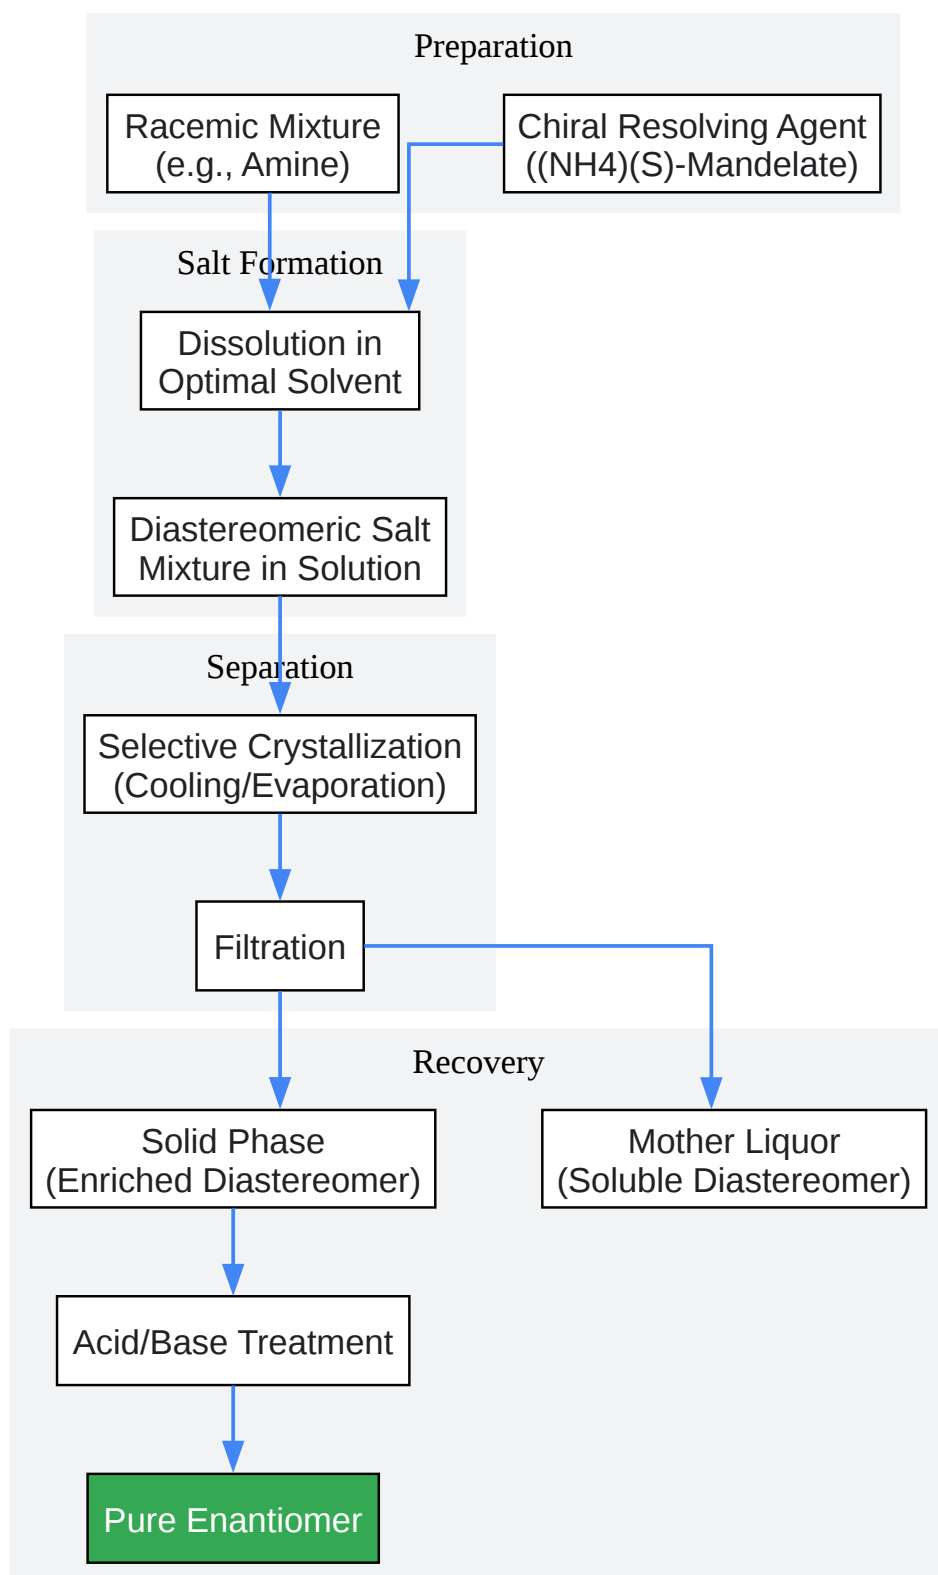 Preparation
Racemic Mixture
(e.g., Amine)
Chiral Resolving Agent
((NH4)(S)-Mandelate)
Salt Formation
Dissolution in
Optimal Solvent
Diastereomeric Salt
Mixture in Solution
Separation
Selective Crystallization
(Cooling/Evaporation)
Filtration
Recovery
Solid Phase
(Enriched Diastereomer)
Mother Liquor
(Soluble Diastereomer)
Acid/Base Treatment
Pure Enantiomer